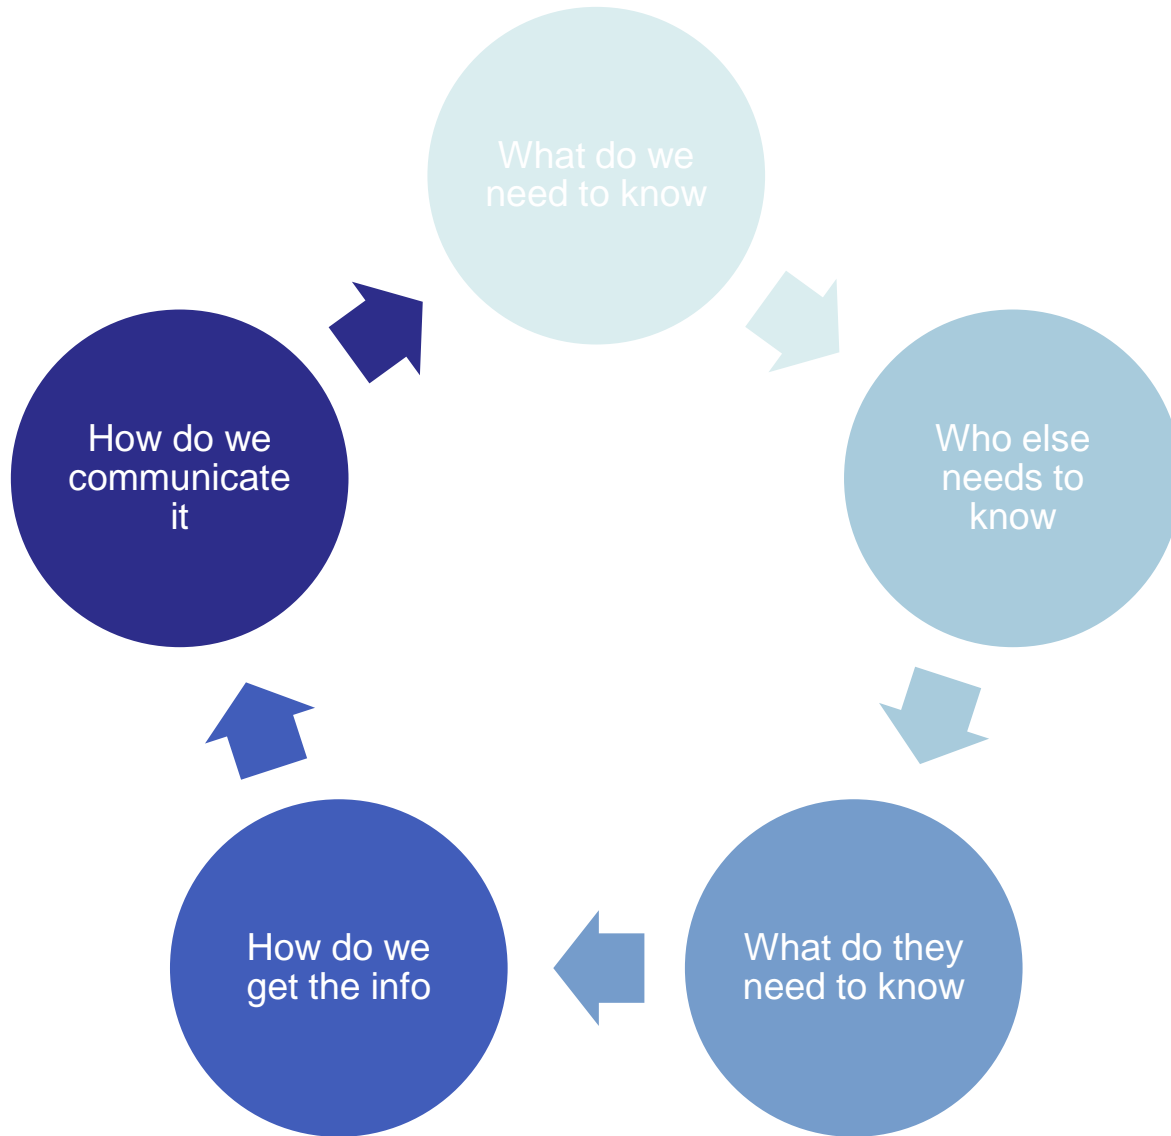 What do we
need to know
Who else
needs to
know
What do they
need to know
How do we
get the info
How do we
communicate
it